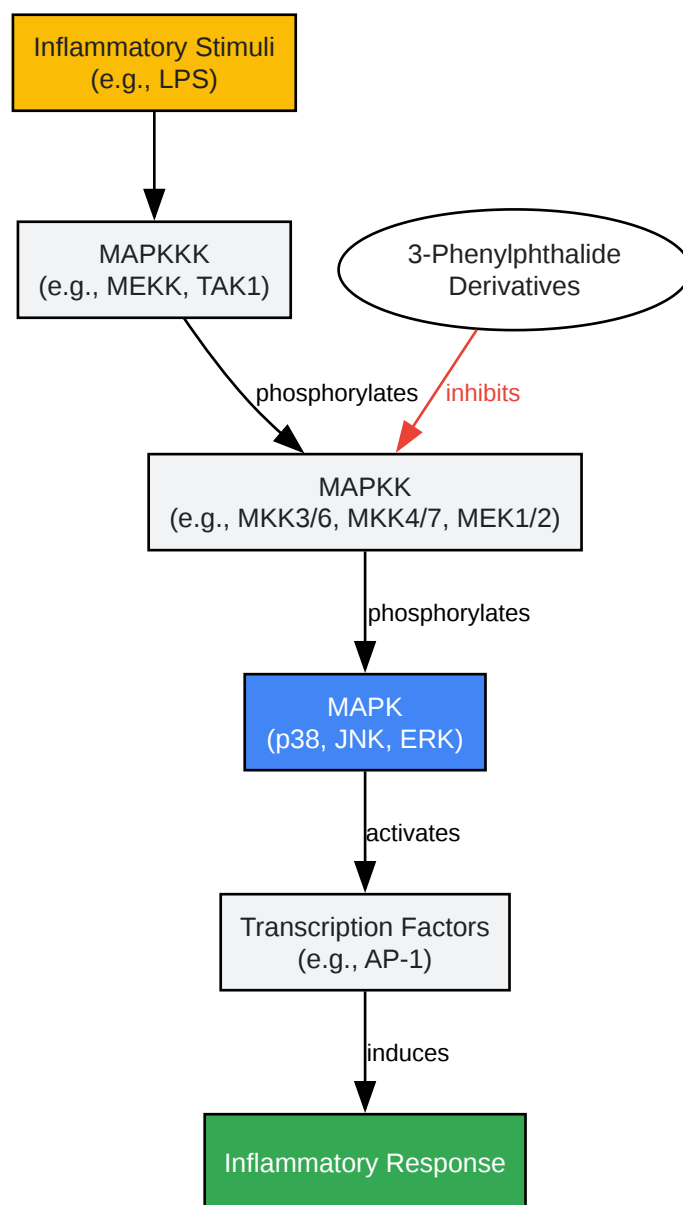 Inflammatory Stimuli
(e.g., LPS)
MAPKKK
(e.g., MEKK, TAK1)
3-Phenylphthalide
Derivatives
phosphorylates
inhibits
MAPKK
(e.g., MKK3/6, MKK4/7, MEK1/2)
phosphorylates
MAPK
(p38, JNK, ERK)
activates
Transcription Factors
(e.g., AP-1)
induces
Inflammatory Response